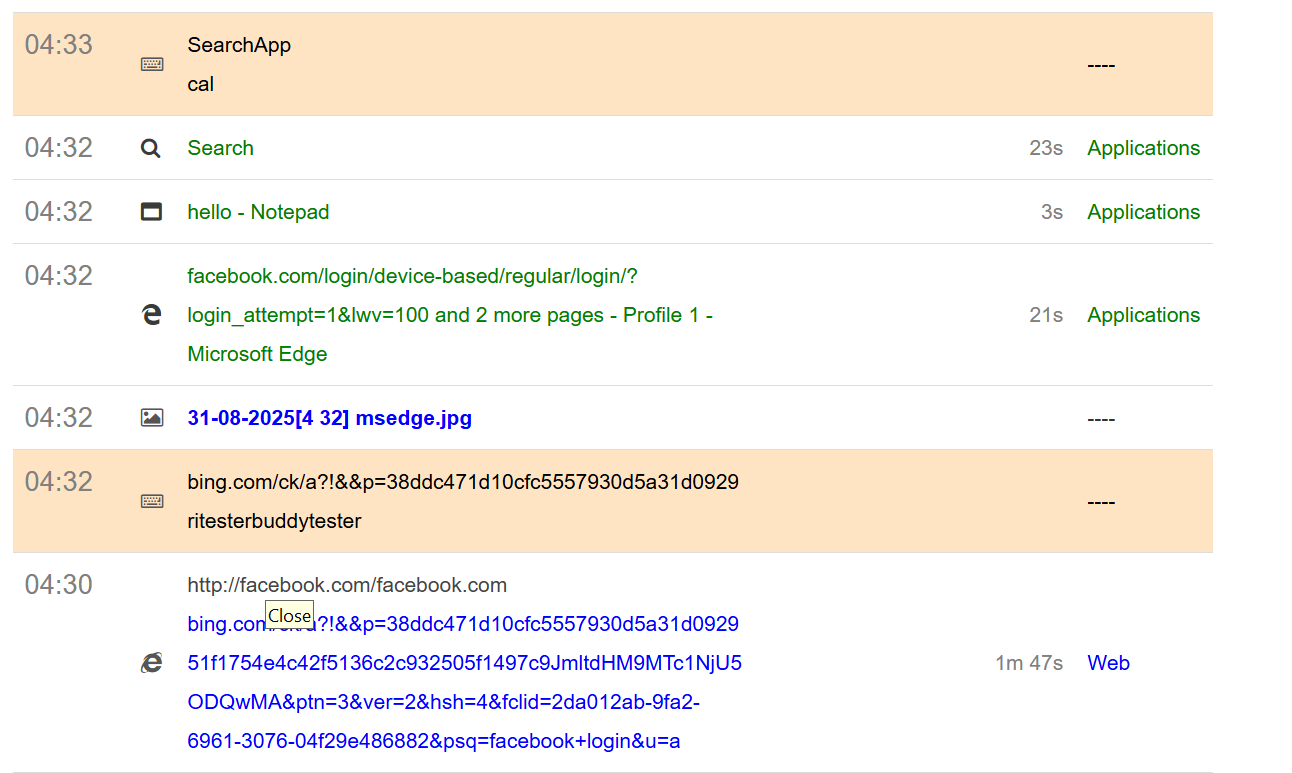 04:33
SearchApp
cal
----
04:32
Search
23s
Applications
04:32
hello - Notepad
3s
Applications
04:32
facebook.com/login/device-based/regular/login/?
login_attempt=1&lwv=100 and 2 more pages - Profile 1 -
Microsoft Edge
21s
Applications
04:32
31-08-2025[4 32] msedge.jpg
----
04:32
bing.com/ck/a?!&&p=38ddc471d10cfc5557930d5a31d0929
ritesterbuddytester
----
04:30
http://facebook.com/facebook.com
Close
bing.com/ck/a?!&&p=38ddc471d10cfc5557930d5a31d0929
51f1754e4c42f5136c2c932505f1497c9JmltdHM9MTc1NjU5
ODQwMA&ptn=3&ver=2&hsh=4&fclid=2da012ab-9fa2-
6961-3076-04f29e486882&psq=facebook+login&u=a
1m 47s
Web